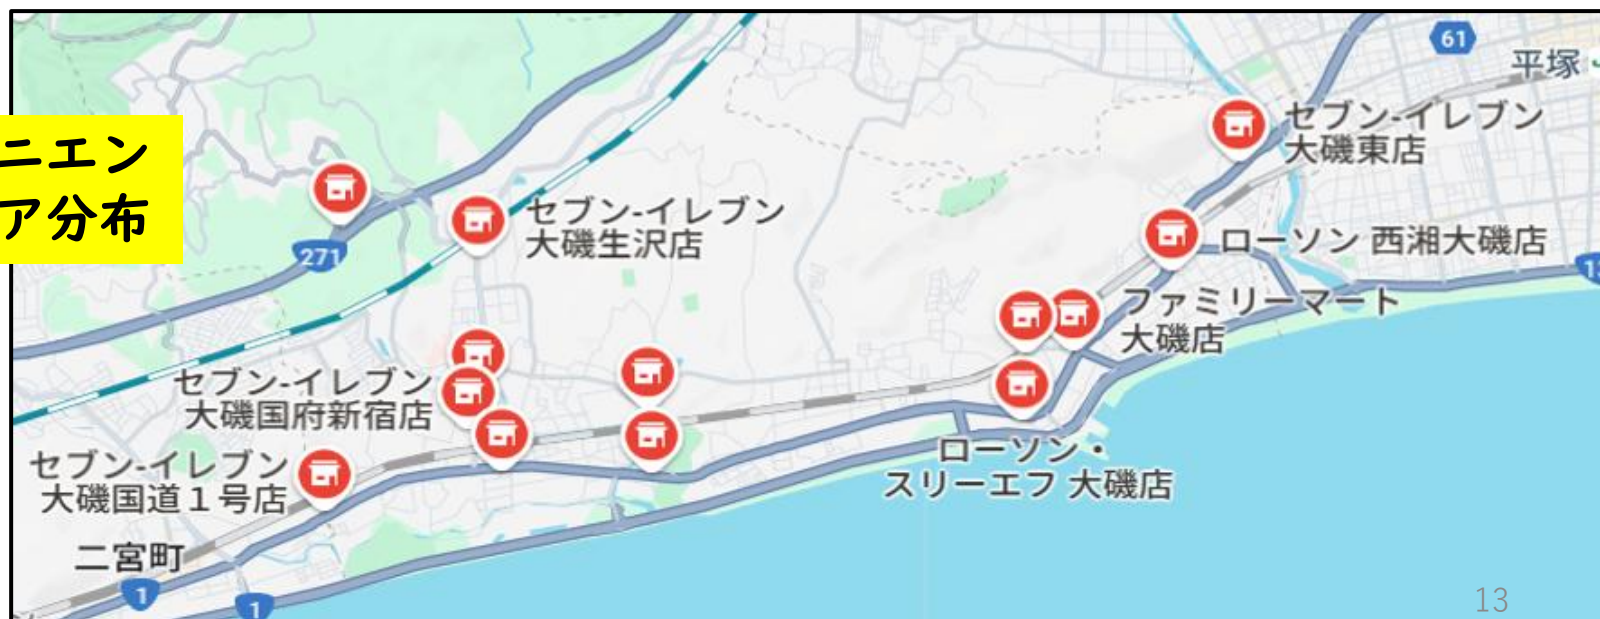 ニエン
ア分布
61
平塚
セブン-イレブン
大磯東店
セブン-イレブン
大磯生沢店
ローソン 西湘大磯店
271
ファミリーマート
大磯店
セブン-イレブン
大磯国府新宿店
セブン-イレブン
大磯国道1号店
ローソン・
スリーエフ 大磯店
二宮町
1
1
13